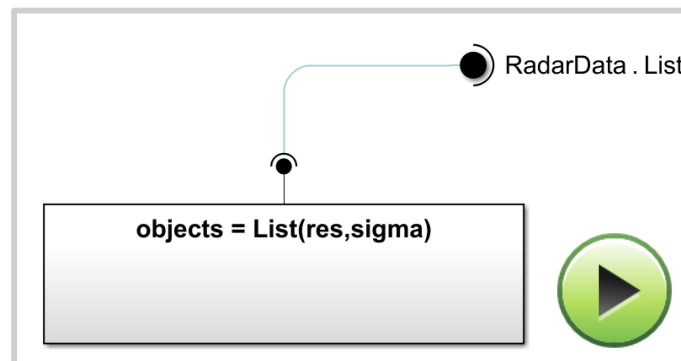 RadarData . List
objects = List(res,sigma)